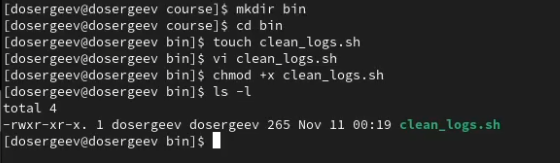 [dosergeev@dosergeev course]$ mkdir bin
[dosergeev@dosergeev course]$ cd bin
[dosergeev@dosergeev bin]$ touch clean_logs.sh
[dosergeev@dosergeev bin]$ vi clean_logs.sh
[dosergeev@dosergeev bin]$ chmod +x clean_logs.sh
[dosergeev@dosergeev bin]$ ls -l
total 4
-rwxr-xr-x. 1 dosergeev dosergeev 265 Nov 11 00:19 clean_logs.sh
[dosergeev@dosergeev bin]$